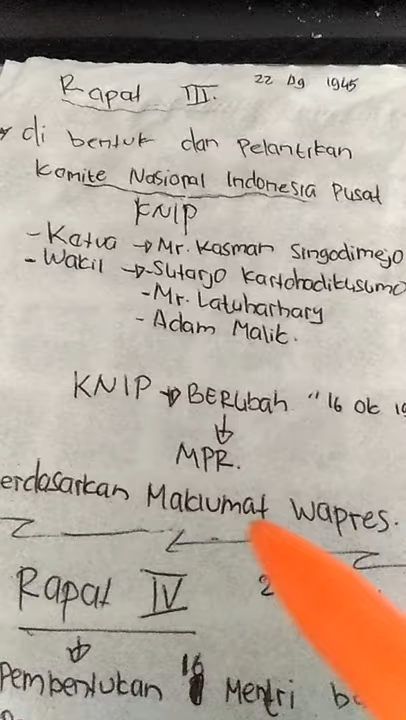 Rapat III. 22 Ag 1945
di bentuk dan Pelantikan
Komite Nasional Indonesia Pusat
KNIP
- Ketua → Mr. Kasman Singodimejo
- Wakil → - Sutarjo Kartohadikusumo
- Mr. Latuharhary
- Adam Malik.
KNIP → BERUbah "16 Ok 19
↓
MPR.
erdasarkan Maklumat Wapres.
Rapat IV 2
↓
Pembentukan 16 Mentri